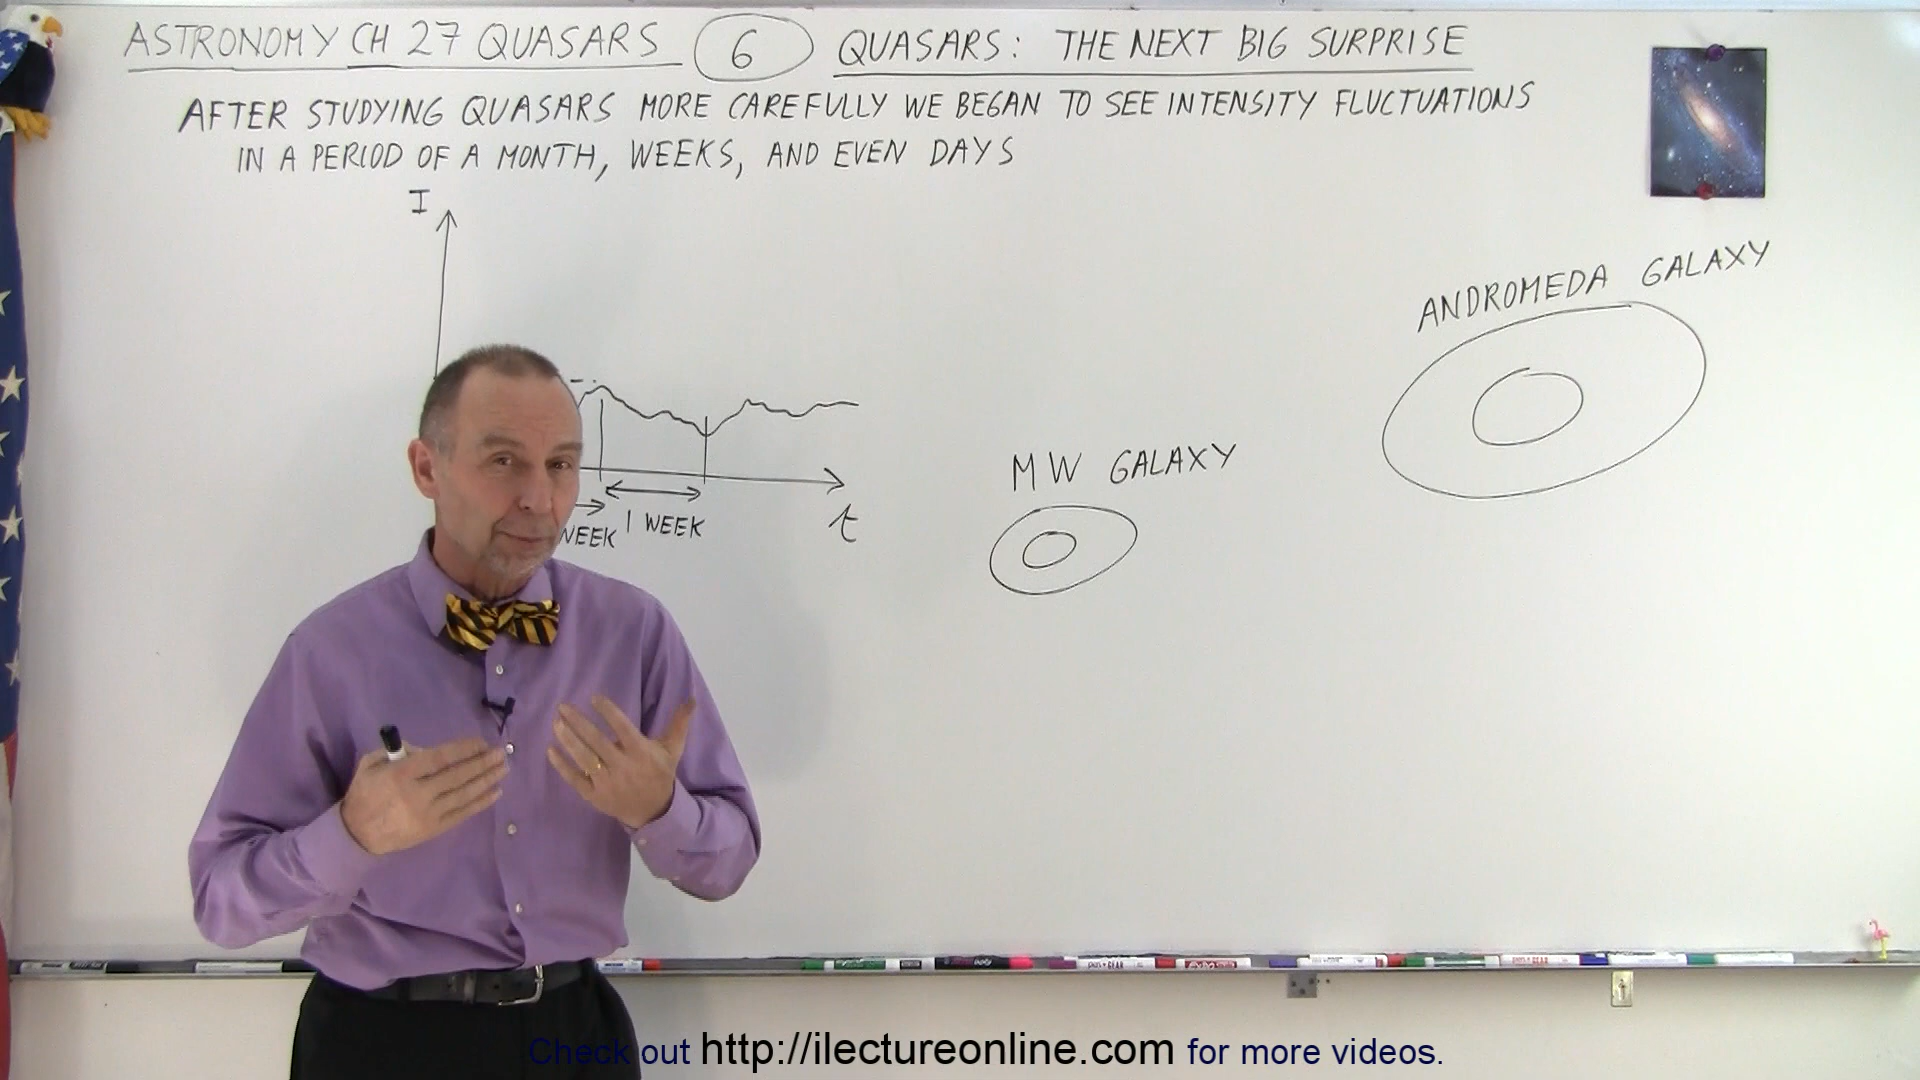 ASTRONOMY CH 27 QUASARS 6 QUASARS: THE NEXT BIG SURPRISE
AFTER STUDYING QUASARS MORE CAREFULLY WE BEGAN TO SEE INTENSITY FLUCTUATIONS
IN A PERIOD OF A MONTH, WEEKS, AND EVEN DAYS
I
ANDROMEDA GALAXY
MW GALAXY
WEEK 1 WEEK
t
Check out http://ilectureonline.com for more videos.